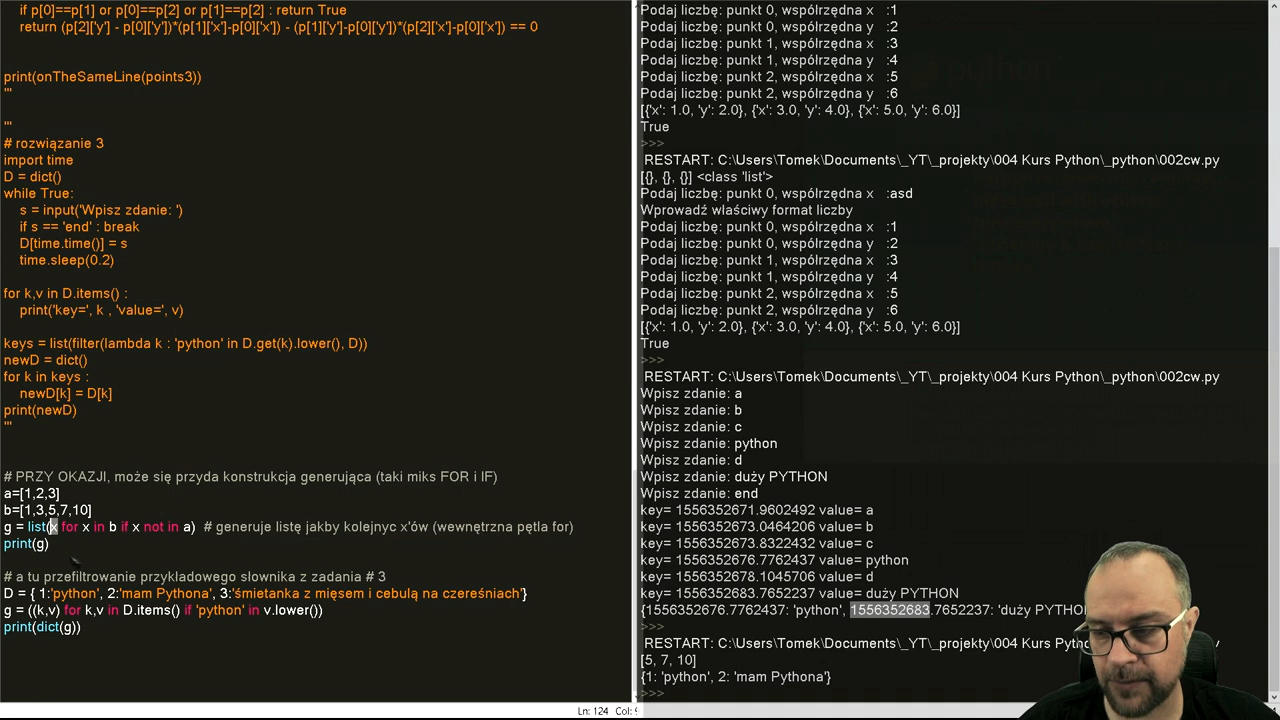 if p[0]==p[1] or p[0]==p[2] or p[1]==p[2] : return True
return (p[2]['y'] - p[0]['y'])*(p[1]['x']-p[0]['x']) - (p[1]['y']-p[0]['y'])*(p[2]['x']-p[0]['x']) == 0
print(onTheSameLine(points3))
'''
'''
# rozwiązanie 3
import time
D = dict()
while True:
s = input('Wpisz zdanie: ')
if s == 'end' : break
D[time.time()] = s
time.sleep(0.2)
for k,v in D.items() :
print('key=', k , 'value=', v)
keys = list(filter(lambda k : 'python' in D.get(k).lower(), D))
newD = dict()
for k in keys :
newD[k] = D[k]
print(newD)
'''
# PRZY OKAZJI, może się przyda konstrukcja generująca (taki miks FOR i IF)
a=[1,2,3]
b=[1,3,5,7,10]
g = list(x for x in b if x not in a)  # generuje listę jakby kolejnyc x'ów (wewnętrzna pętla for)
print(g)
# a tu przefiltrowanie przykladowego slownika z zadania # 3
D = { 1:'python', 2:'mam Pythona', 3:'śmietanka z mięsem i cebulą na czereśniach'}
g = ((k,v) for k,v in D.items() if 'python' in v.lower())
print(dict(g))
Ln: 124 Col:
Podaj liczbę: punkt 0, współrzędna x :1
Podaj liczbę: punkt 0, współrzędna y :2
Podaj liczbę: punkt 1, współrzędna x :3
Podaj liczbę: punkt 1, współrzędna y :4
Podaj liczbę: punkt 2, współrzędna x :5
Podaj liczbę: punkt 2, współrzędna y :6
[{'x': 1.0, 'y': 2.0}, {'x': 3.0, 'y': 4.0}, {'x': 5.0, 'y': 6.0}]
True
>>>
RESTART: C:\Users\Tomek\Documents\_YT\_projekty\004 Kurs Python\_python\002cw.py
[{}, {}, {}] <class 'list'>
Podaj liczbę: punkt 0, współrzędna x :asd
Wprowadź właściwy format liczby
Podaj liczbę: punkt 0, współrzędna x :1
Podaj liczbę: punkt 0, współrzędna y :2
Podaj liczbę: punkt 1, współrzędna x :3
Podaj liczbę: punkt 1, współrzędna y :4
Podaj liczbę: punkt 2, współrzędna x :5
Podaj liczbę: punkt 2, współrzędna y :6
[{'x': 1.0, 'y': 2.0}, {'x': 3.0, 'y': 4.0}, {'x': 5.0, 'y': 6.0}]
True
>>>
RESTART: C:\Users\Tomek\Documents\_YT\_projekty\004 Kurs Python\_python\002cw.py
Wpisz zdanie: a
Wpisz zdanie: b
Wpisz zdanie: c
Wpisz zdanie: python
Wpisz zdanie: d
Wpisz zdanie: duży PYTHON
Wpisz zdanie: end
key= 1556352671.9602492 value= a
key= 1556352673.0464206 value= b
key= 1556352673.8322432 value= c
key= 1556352676.7762437 value= python
key= 1556352678.1045706 value= d
key= 1556352683.7652237 value= duży PYTHON
{1556352676.7762437: 'python', 1556352683.7652237: 'duży PYTHO
>>>
RESTART: C:\Users\Tomek\Documents\_YT\_projekty\004 Kurs Pytho
[5, 7, 10]
{1: 'python', 2: 'mam Pythona'}
>>>